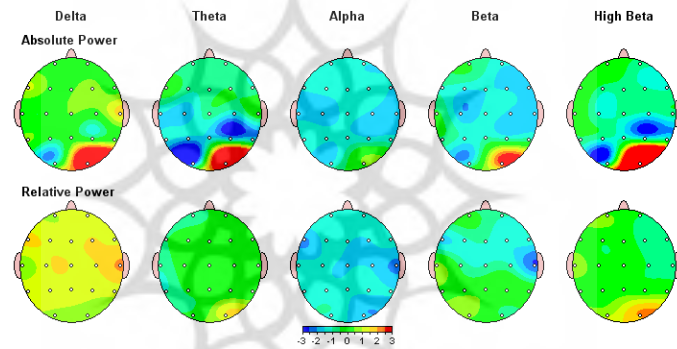 Delta Theta Alpha Beta High Beta
Absolute Power
Relative Power
-3 -2 -1 0 1 2 3